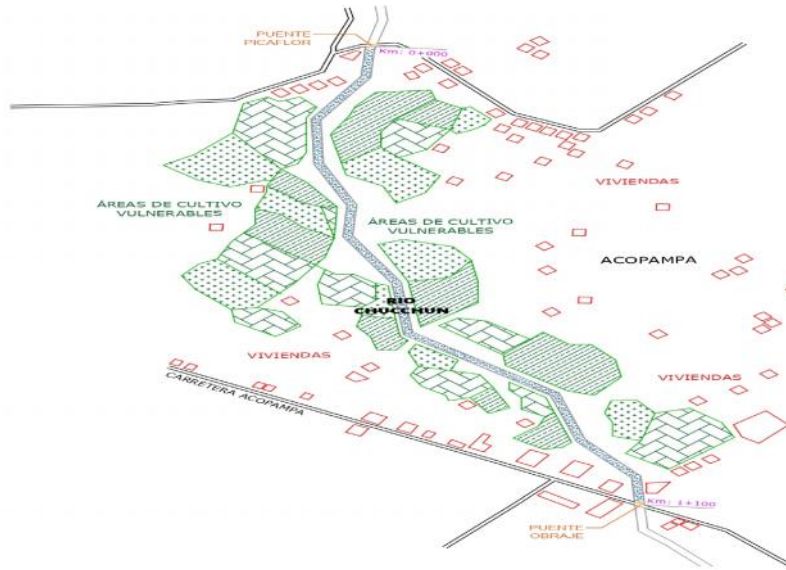 PUENTE
PICAFLOR
Km: 0+000
VIVIENDAS
ÁREAS DE CULTIVO
VULNERABLES
ÁREAS DE CULTIVO
VULNERABLES
ACOPAMPA
RIO
CHUCCHUN
VIVIENDAS
VIVIENDAS
CARRETERA ACOPAMPA
Km: 1+100
PUENTE
OBRAJE